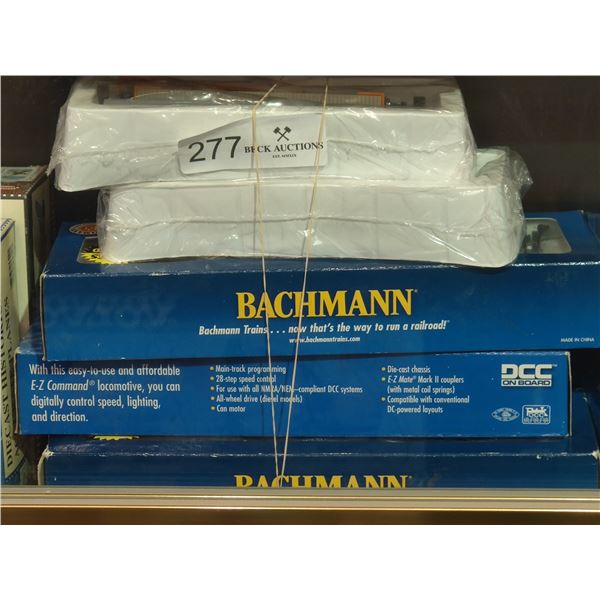 277
BECK AUCTIONS
EST. MMXIX
BACHMANN®
Bachmann Trains . . . now that's the way to run a railroad!®
www.bachmanntrains.com
MADE IN CHINA
With this easy-to-use and affordable
E-Z Command® locomotive, you can
digitally control speed, lighting,
and direction.
• Main-track programming
• 28-step speed control
• For use with all NMRA/NEM-compliant DCC systems
• All-wheel drive (diesel models)
• Can motor
• Die-cast chassis
• E-Z Mate® Mark II couplers
(with metal coil springs)
• Compatible with conventional
DC-powered layouts
DCC
ON BOARD
BACHMANN